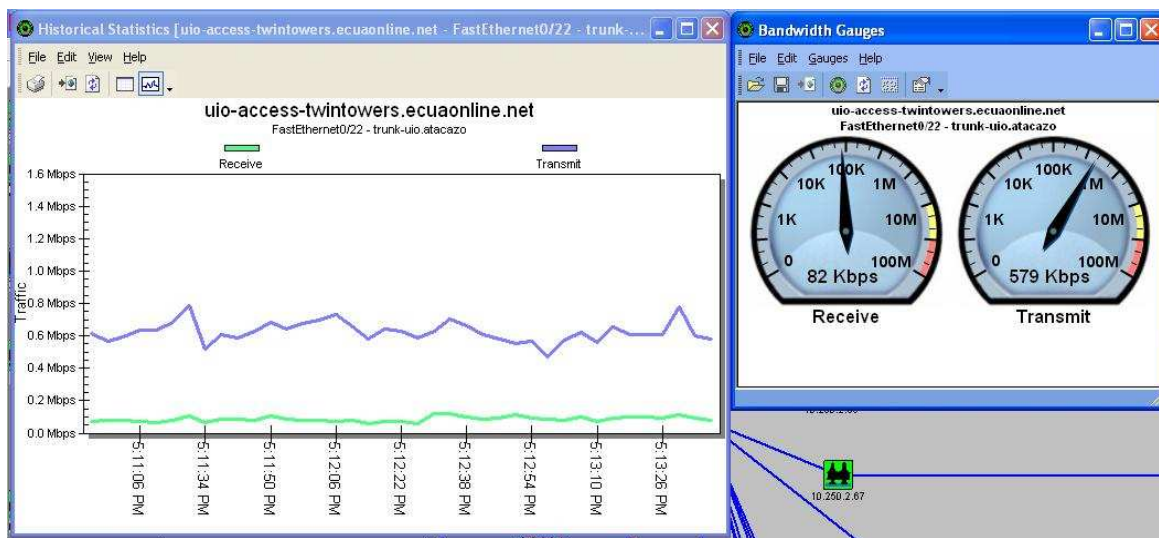 Historical Statistics [uio-access-twintowers.ecuaonline.net - FastEthernet0/22 - trunk-...
File Edit View Help
uio-access-twintowers.ecuaonline.net
FastEthernet0/22 - trunk-uio.atacazo
Receive Transmit
Traffic
1.6 Mbps
1.4 Mbps
1.2 Mbps
1.0 Mbps
0.8 Mbps
0.6 Mbps
0.4 Mbps
0.2 Mbps
0.0 Mbps
5:11:06 PM
5:11:34 PM
5:11:50 PM
5:12:06 PM
5:12:22 PM
5:12:38 PM
5:12:54 PM
5:13:10 PM
5:13:26 PM
Bandwidth Gauges
File Edit Gauges Help
uio-access-twintowers.ecuaonline.net
FastEthernet0/22 - trunk-uio.atacazo
0 1K 10K 100K 1M 10M 100M
82 Kbps
Receive
0 1K 10K 100K 1M 10M 100M
579 Kbps
Transmit
10.250.2.67